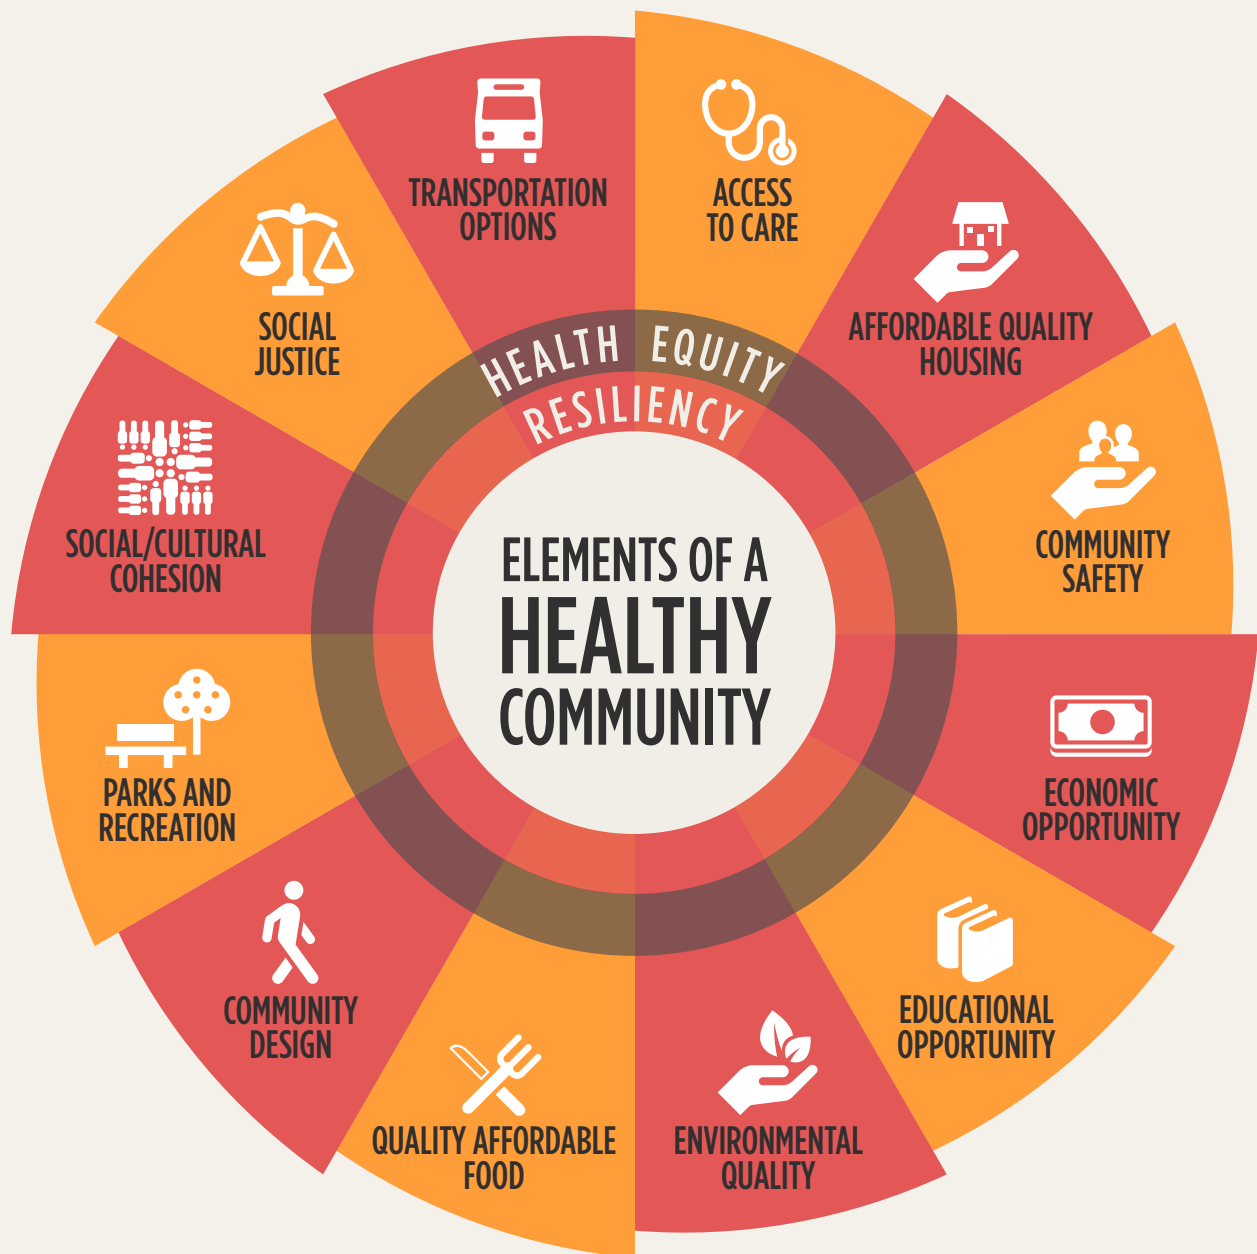 ELEMENTS OF A
HEALTHY
COMMUNITY
HEALTH EQUITY
RESILIENCY
ACCESS
TO CARE
AFFORDABLE QUALITY
HOUSING
COMMUNITY
SAFETY
ECONOMIC
OPPORTUNITY
EDUCATIONAL
OPPORTUNITY
ENVIRONMENTAL
QUALITY
QUALITY AFFORDABLE
FOOD
COMMUNITY
DESIGN
PARKS AND
RECREATION
SOCIAL/CULTURAL
COHESION
SOCIAL
JUSTICE
TRANSPORTATION
OPTIONS